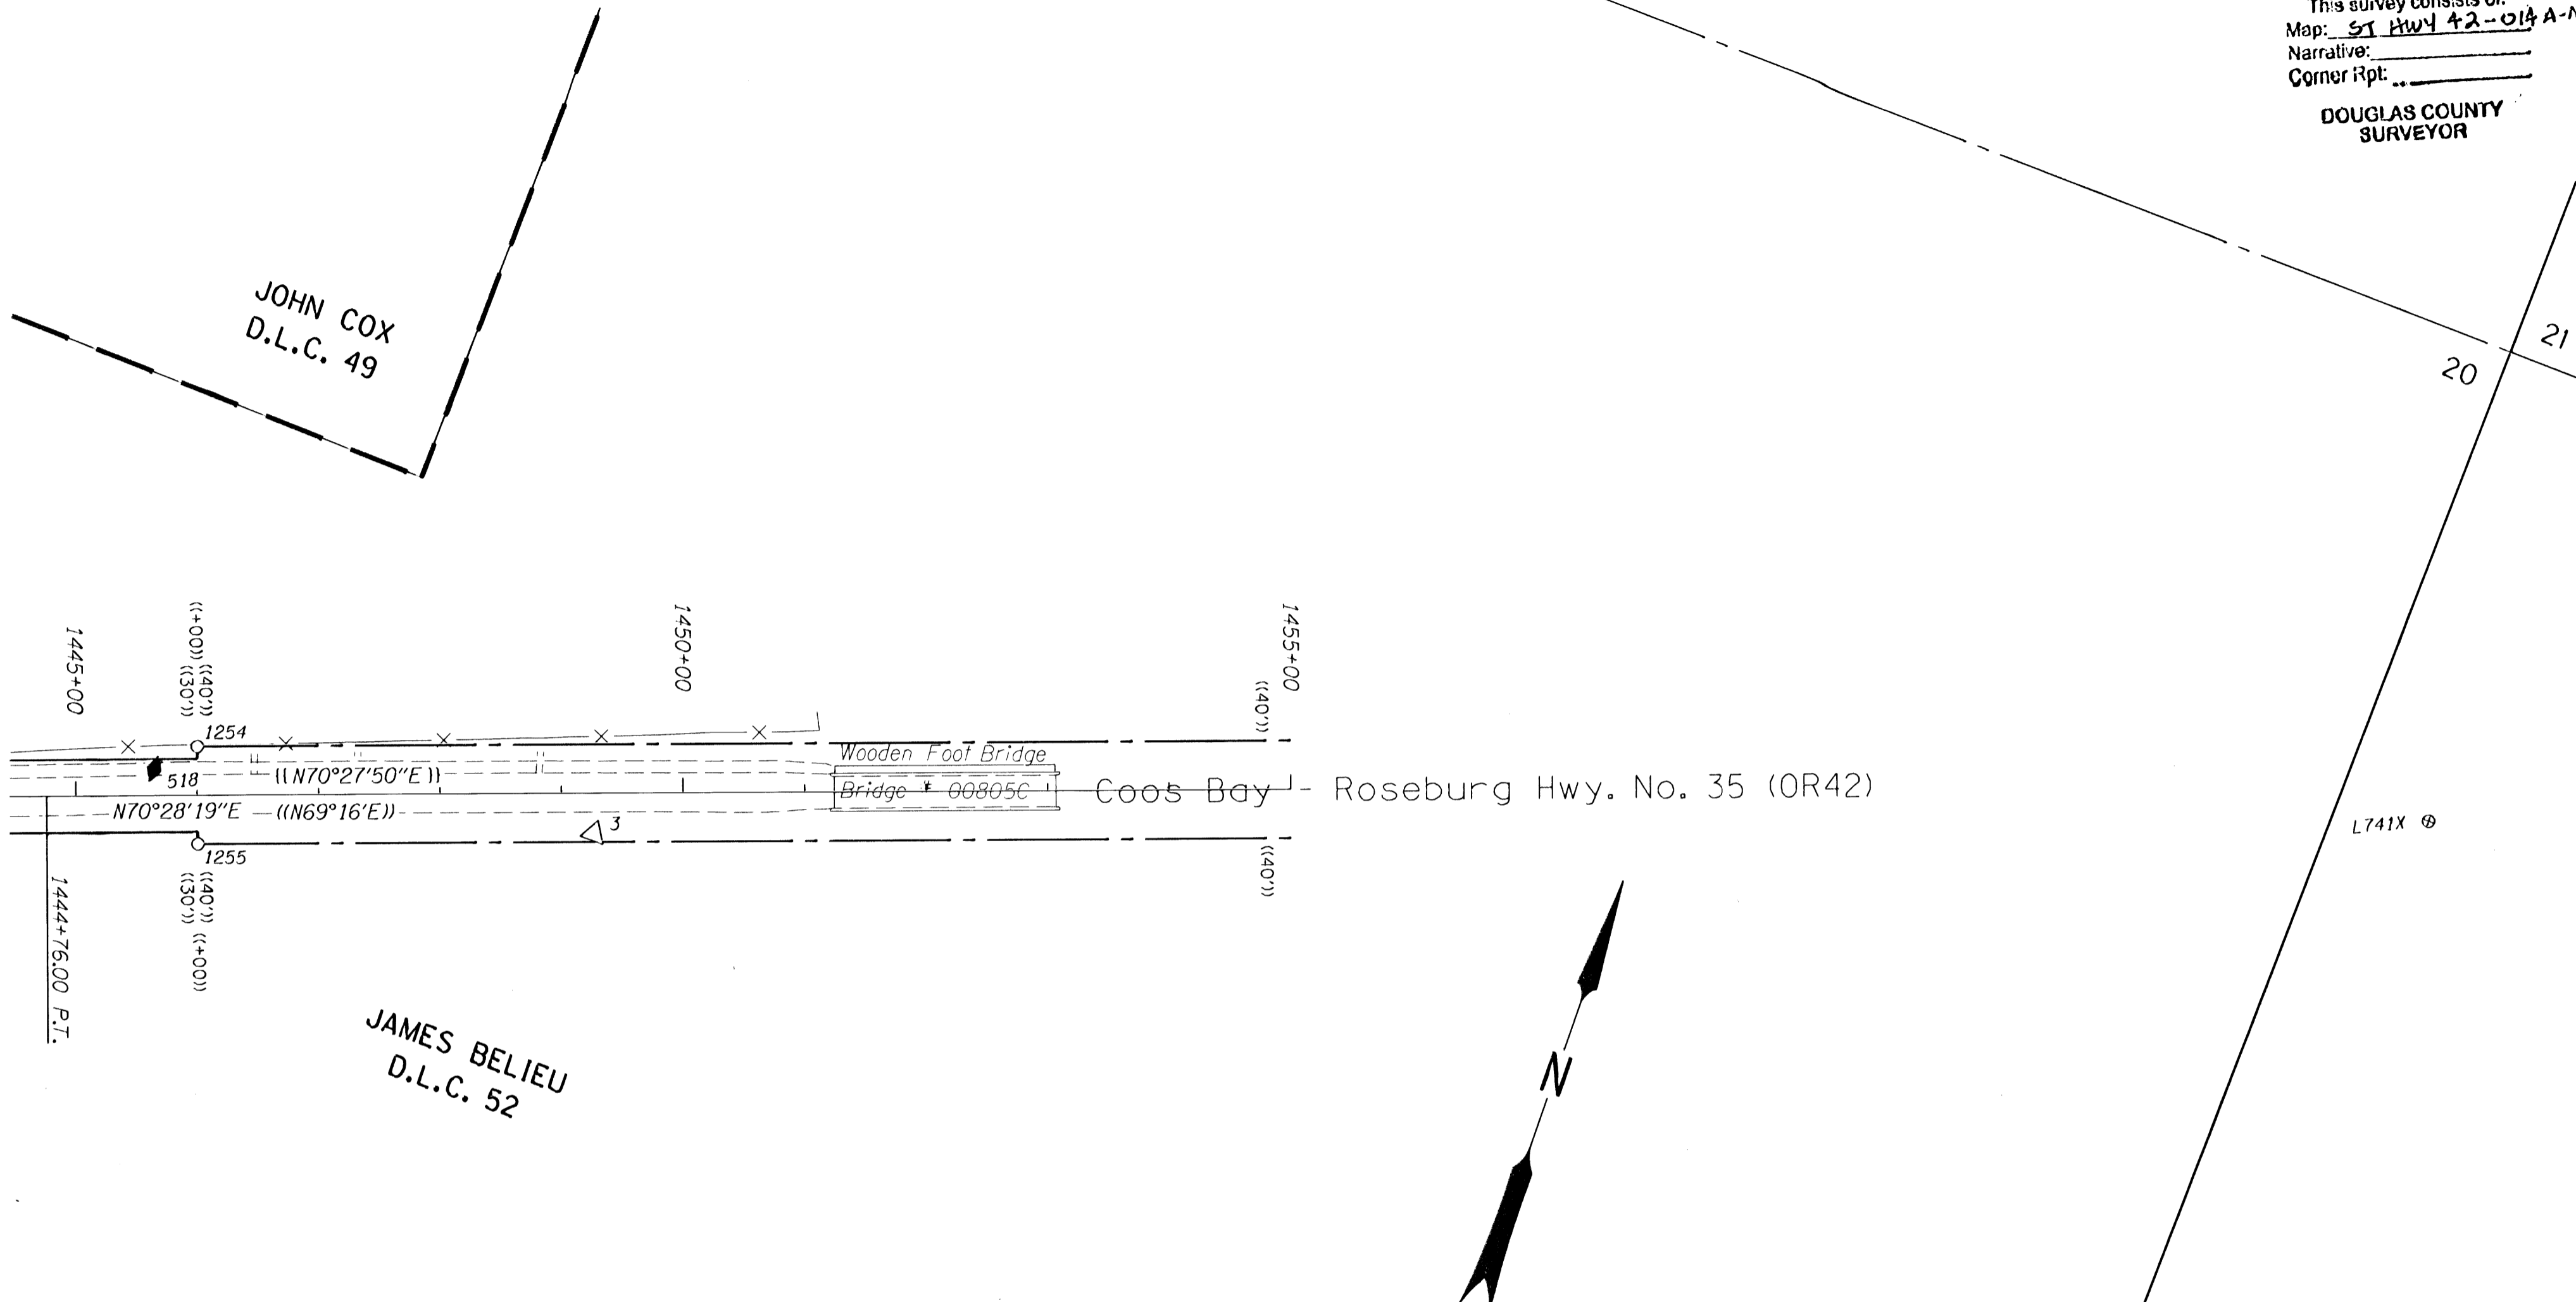 This survey consists of:
Map: ST HWY 42-014 A-N
Narrative:
Corner Rpt:
DOUGLAS COUNTY
SURVEYOR
JOHN COX
D.L.C. 49
21
20
1445+00
((+00))
((40'))
((30'))
1450+00
1455+00
((40'))
1254
518
((N70°27'50"E))
Wooden Foot Bridge
Bridge # 00805C
Coos Bay - Roseburg Hwy. No. 35 (OR42)
N70°28'19"E ((N69°16'E))
3
1255
L741X
((40'))
((30'))
((+00))
((40'))
1444+76.00 P.T.
JAMES BELIEU
D.L.C. 52
N